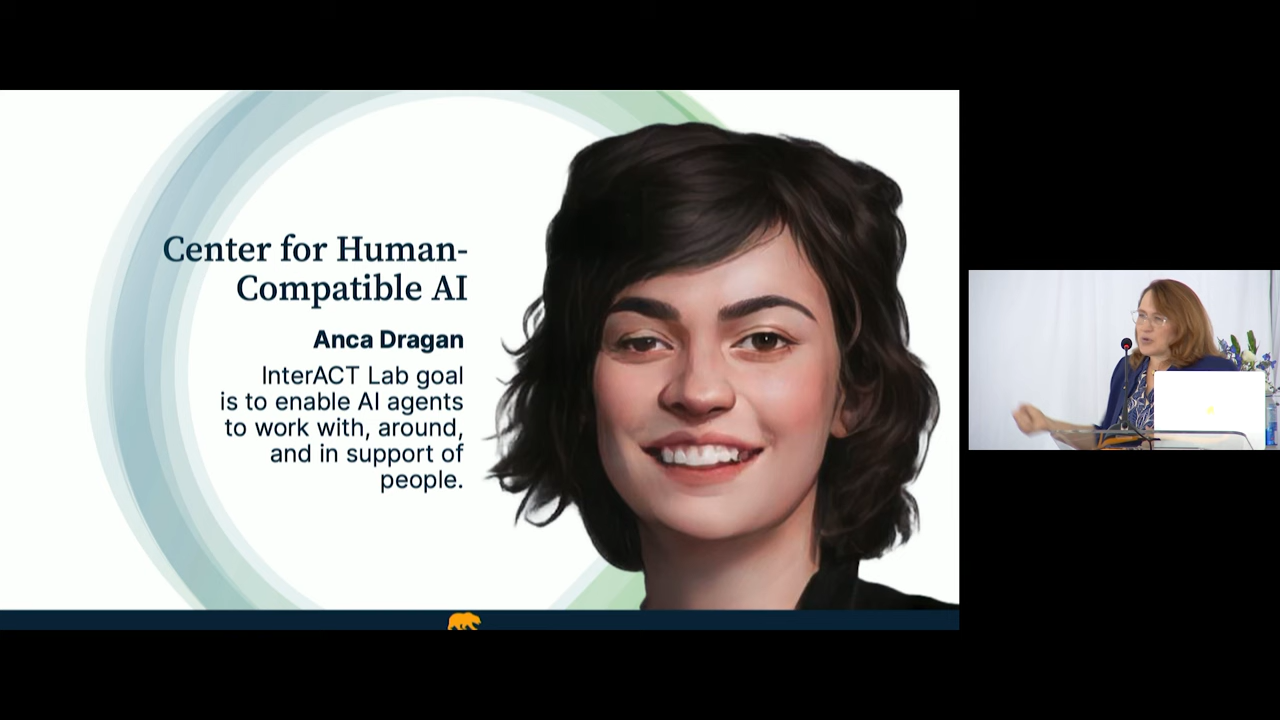 Center for Human-
Compatible AI
Anca Dragan
InterACT Lab goal
is to enable AI agents
to work with, around,
and in support of
people.